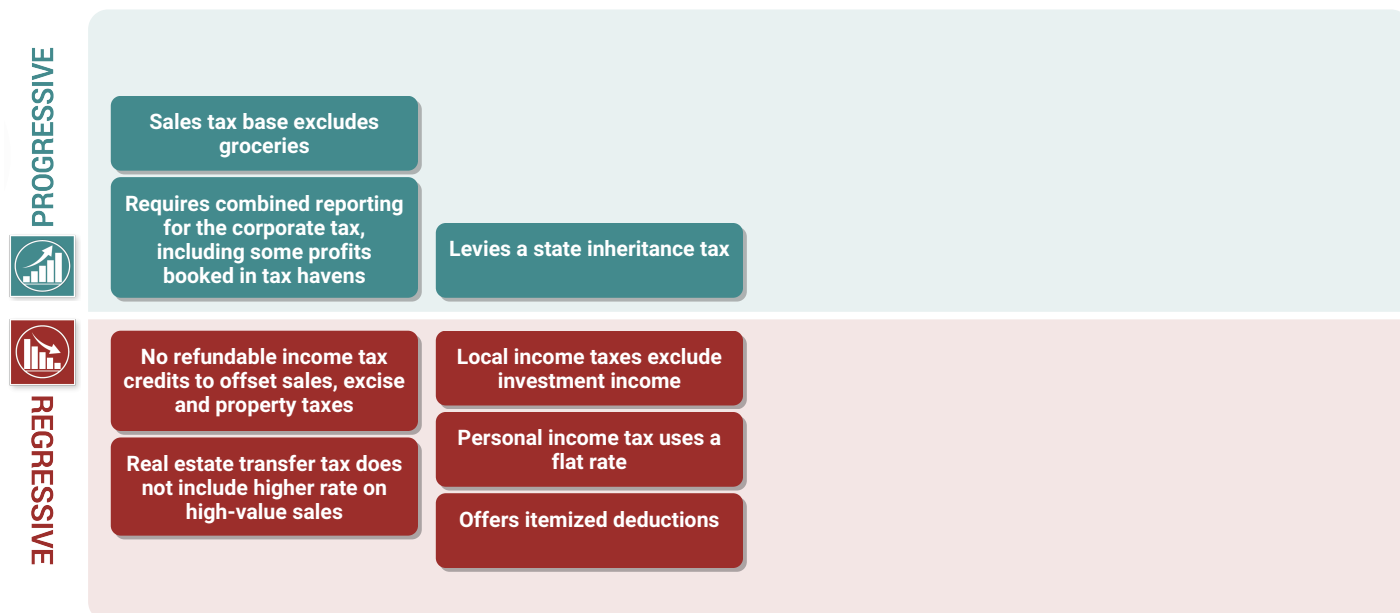 PROGRESSIVE
Sales tax base excludes
groceries
Requires combined reporting
for the corporate tax,
including some profits
booked in tax havens
Levies a state inheritance tax
REGRESSIVE
No refundable income tax
credits to offset sales, excise
and property taxes
Real estate transfer tax does
not include higher rate on
high-value sales
Local income taxes exclude
investment income
Personal income tax uses a
flat rate
Offers itemized deductions